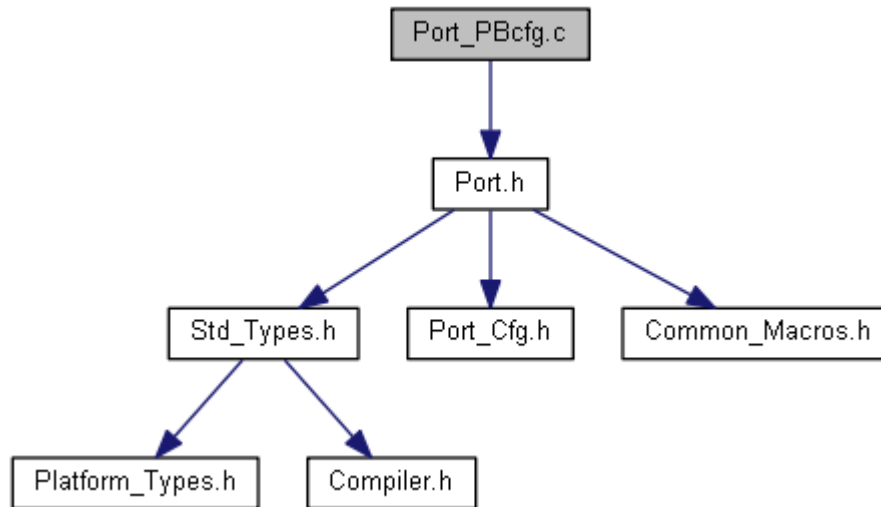 Port_PBcfg.c
Port.h
Std_Types.h
Port_Cfg.h
Common_Macros.h
Platform_Types.h
Compiler.h